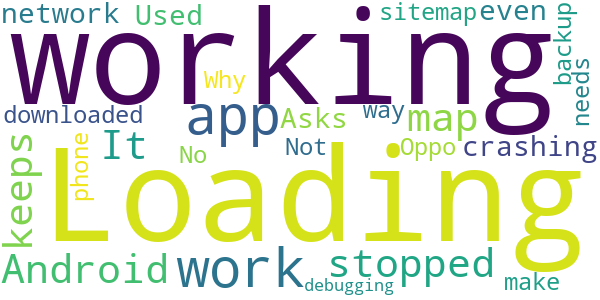 network Used sitemap even
working
backup
needs
Why
downloaded app Asks way map
It No Not Oppo crashing
keeps
phone
Loading
Android work stopped
debugging make